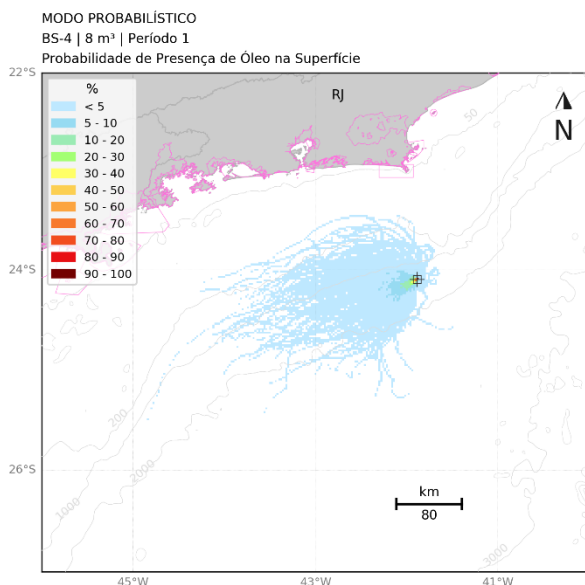 MODO PROBABILÍSTICO
BS-4 | 8 m³ | Período 1
Probabilidade de Presença de Óleo na Superfície
22°S
%
< 5
5 - 10
10 - 20
20 - 30
30 - 40
40 - 50
50 - 60
60 - 70
70 - 80
80 - 90
90 - 100
RJ
50
N
24°S
200
2000
26°S
km
80
1000
3000
45°W
43°W
41°W